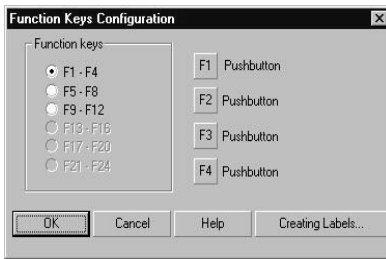 Function Keys Configuration
Function keys
F1 - F4
F5 - F8
F9 - F12
F13 - F16
F17 - F20
F21 - F24
F1 Pushbutton
F2 Pushbutton
F3 Pushbutton
F4 Pushbutton
OK Cancel Help Creating Labels...